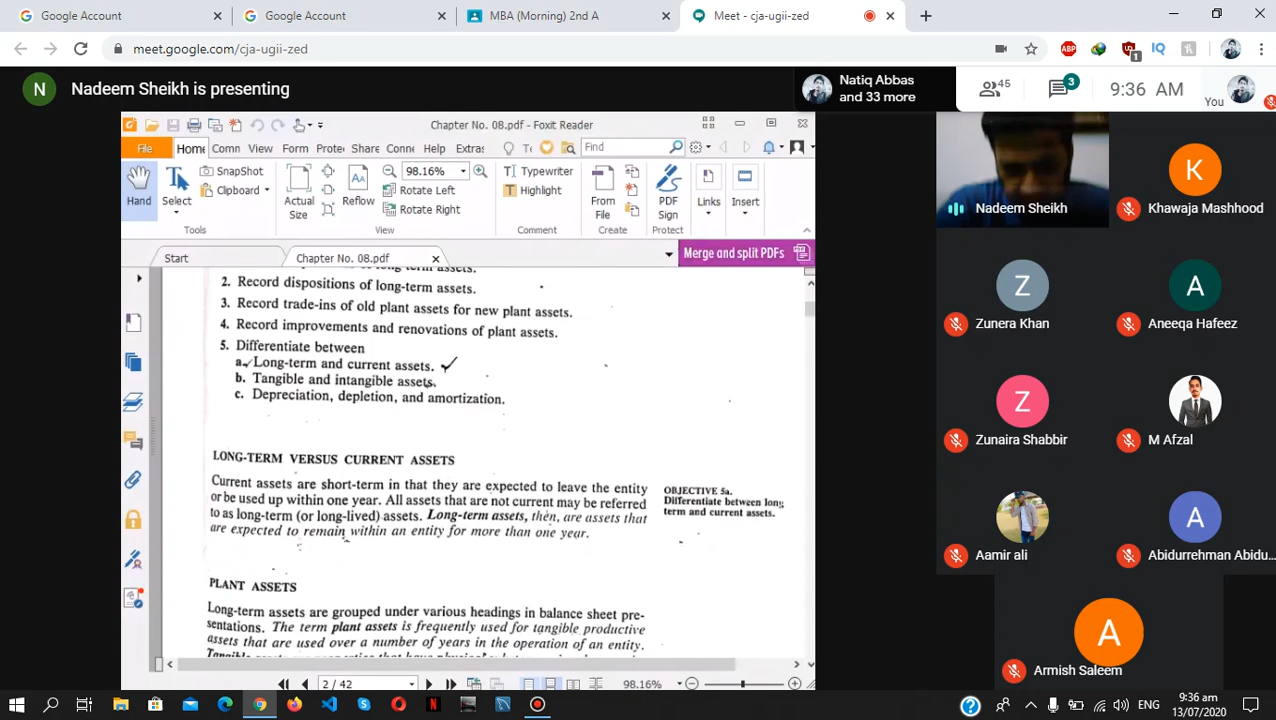 Google Account
Google Account
MBA (Morning) 2nd A
Meet - cja-ugii-zed
meet.google.com/cja-ugii-zed
ABP
1
IQ
N
Nadeem Sheikh is presenting
Natiq Abbas
and 33 more
45
3
9:36 AM
You
Chapter No. 08.pdf - Foxit Reader
File
Home
Comn
View
Form
Protec
Share
Conne
Help
Extras
Te
Find
Hand
Select
SnapShot
Clipboard
Tools
Actual
Size
Reflow
98.16%
Rotate Left
Rotate Right
View
Typewriter
Highlight
Comment
From
File
Create
PDF
Sign
Protect
Links
Insert
Start
Chapter No. 08.pdf
Merge and split PDFs
of long-term assets.
2. Record dispositions of long-term assets.
3. Record trade-ins of old plant assets for new plant assets.
4. Record improvements and renovations of plant assets.
5. Differentiate between
a. Long-term and current assets.
b. Tangible and intangible assets.
c. Depreciation, depletion, and amortization.
LONG-TERM VERSUS CURRENT ASSETS
Current assets are short-term in that they are expected to leave the entity
or be used up within one year. All assets that are not current may be referred
to as long-term (or long-lived) assets. Long-term assets, then, are assets that
are expected to remain within an entity for more than one year.
OBJECTIVE 5a.
Differentiate between long
term and current assets.
PLANT ASSETS
Long-term assets are grouped under various headings in balance sheet pre-
sentations. The term plant assets is frequently used for tangible productive
assets that are used over a number of years in the operation of an entity.
2 / 42
98.16%
Nadeem Sheikh
K
Khawaja Mashhood
Z
Zunera Khan
A
Aneeqa Hafeez
Z
Zunaira Shabbir
M Afzal
Aamir ali
A
Abidurrehman Abidu...
A
Armish Saleem
ENG
9:36 am
13/07/2020